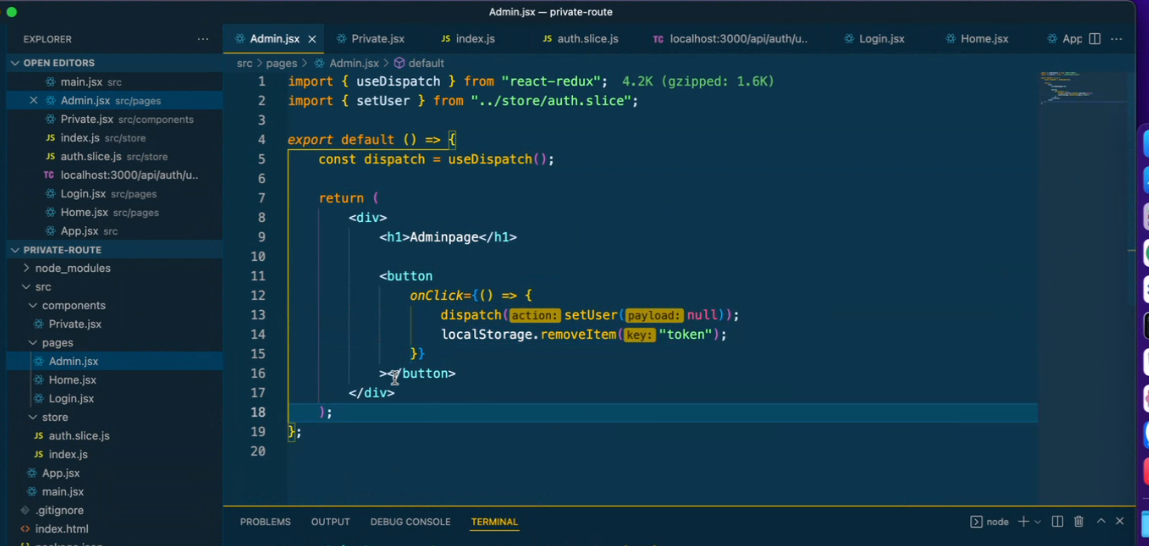 Admin.jsx — private-route
EXPLORER
Admin.jsx
Private.jsx
index.js
auth.slice.js
localhost:3000/api/auth/u..
Login.jsx
Home.jsx
App
OPEN EDITORS
main.jsx src
Admin.jsx src/pages
Private.jsx src/components
JS index.js src/store
JS auth.slice.js src/store
TC localhost:3000/api/auth/u..
Login.jsx src/pages
Home.jsx src/pages
App.jsx src
PRIVATE-ROUTE
node_modules
src
components
Private.jsx
pages
Admin.jsx
Home.jsx
Login.jsx
store
JS auth.slice.js
JS index.js
App.jsx
main.jsx
.gitignore
index.html
src > pages > Admin.jsx > default
1 import { useDispatch } from "react-redux"; 4.2K (gzipped: 1.6K)
2 import { setUser } from "../store/auth.slice";
3
4 export default () => {
5 const dispatch = useDispatch();
6
7 return (
8 <div>
9 <h1>Adminpage</h1>
10
11 <button
12 onClick={() => {
13 dispatch(action: setUser(payload: null));
14 localStorage.removeItem(key: "token");
15 }}
16 ></button>
17 </div>
18 );
19 };
20
PROBLEMS
OUTPUT
DEBUG CONSOLE
TERMINAL
node